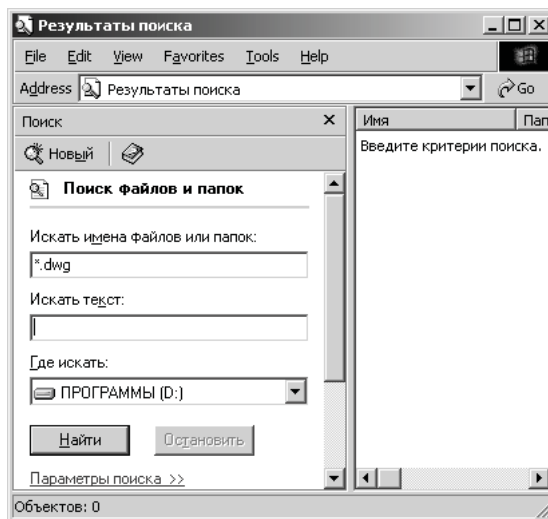 Результаты поиска
File Edit View Favorites Tools Help
Address Результаты поиска Go
Поиск
Новый
Поиск файлов и папок
Искать имена файлов или папок:
*.dwg
Искать текст:
Где искать:
ПРОГРАММЫ (D:)
Найти Остановить
Параметры поиска >>
Имя Пап
Введите критерии поиска.
Объектов: 0